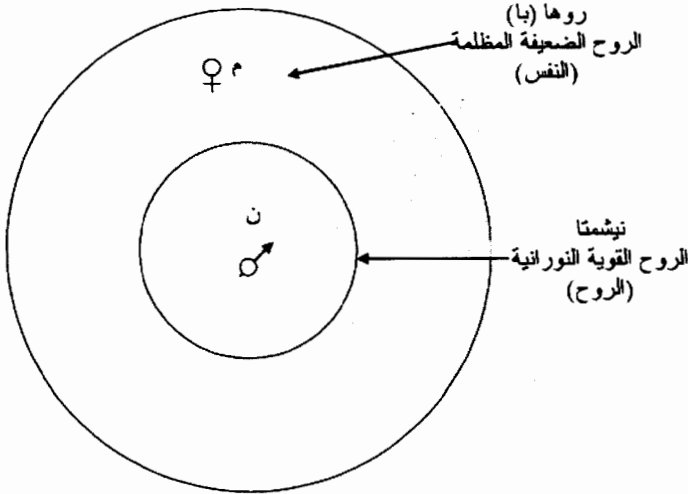 روها (با)
الروح الضعيفة المظلمة
(النفس)
♀ م
ن
♂
نيشمتا
الروح القوية النورانية
(الروح)